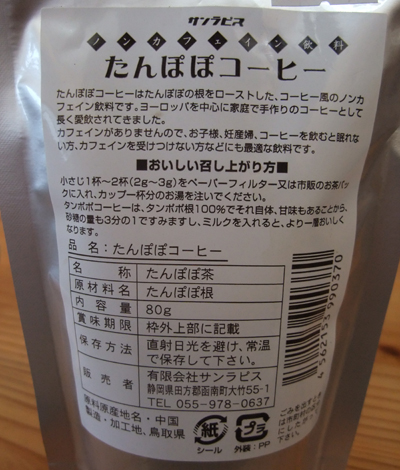 サンラピス
ノンカフェイン飲料
たんぽぽコーヒー
たんぽぽコーヒーはたんぽぽの根をローストした、コーヒー風のノンカ
フェイン飲料です。ヨーロッパを中心に家庭で手作りのコーヒーとして
長く愛飲されてきました。
カフェインがありませんので、お子様、妊産婦、コーヒーを飲むと眠れな
い方、カフェインを受けつけない方などにも最適な飲料です。
■おいしい召し上がり方■
小さじ1杯〜2杯(2g〜3g)をペーパーフィルター又は市販のお茶パッ
クに入れ、カップ一杯分のお湯を注いでください。
タンポポコーヒーは、タンポポ根100%でそれ自体、甘味もあることから、
砂糖の量も3分の1ですみますし、ミルクを入れると、より一層おいしく
なります。
品 名：たんぽぽコーヒー
名 称 たんぽぽ茶
原材料名 たんぽぽ根
内 容 量 80g
賞味期限 枠外上部に記載
保存方法 直射日光を避け、常温
で保存して下さい。
販 売 者 有限会社サンラピス
静岡県田方郡函南町大竹55-1
TEL 055-978-0637
原料原産地名・中国
製造・加工地、鳥取県
紙
シール
プラ
外装：PP
4562153990370